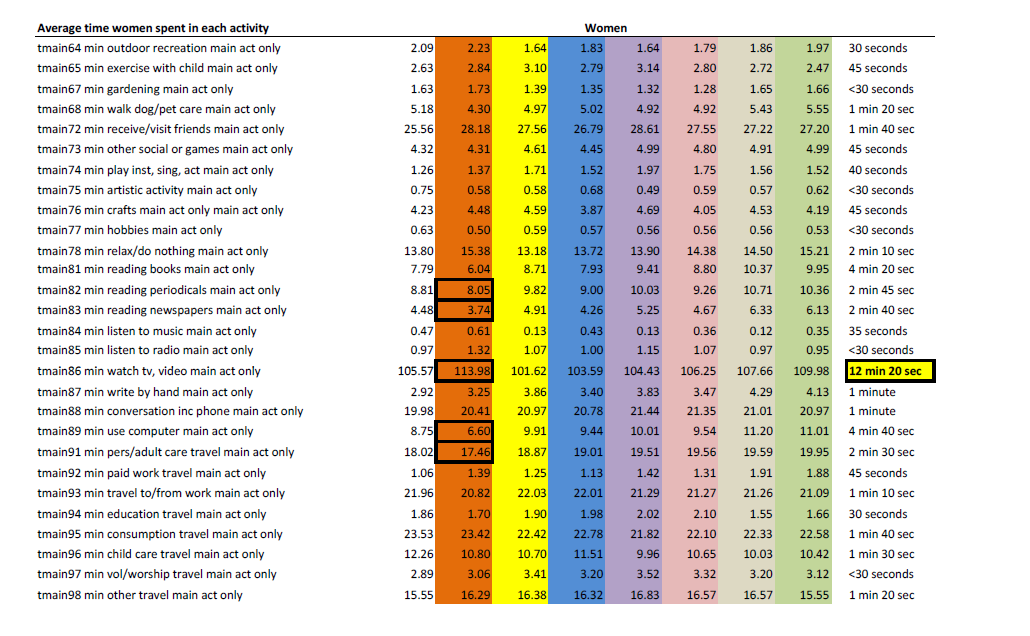 Average time women spent in each activity Women
tmain64 min outdoor recreation main act only 2.09 2.23 1.64 1.83 1.64 1.79 1.86 1.97 30 seconds
tmain65 min exercise with child main act only 2.63 2.84 3.10 2.79 3.14 2.80 2.72 2.47 45 seconds
tmain67 min gardening main act only 1.63 1.73 1.39 1.35 1.32 1.28 1.65 1.66 <30 seconds
tmain68 min walk dog/pet care main act only 5.18 4.30 4.97 5.02 4.92 4.92 5.43 5.55 1 min 20 sec
tmain72 min receive/visit friends main act only 25.56 28.18 27.56 26.79 28.61 27.55 27.22 27.20 1 min 40 sec
tmain73 min other social or games main act only 4.32 4.31 4.61 4.45 4.99 4.80 4.91 4.99 45 seconds
tmain74 min play inst, sing, act main act only 1.26 1.37 1.71 1.52 1.97 1.75 1.56 1.52 40 seconds
tmain75 min artistic activity main act only 0.75 0.58 0.58 0.68 0.49 0.59 0.57 0.62 <30 seconds
tmain76 min crafts main act only main act only 4.23 4.48 4.59 3.87 4.69 4.05 4.53 4.19 45 seconds
tmain77 min hobbies main act only 0.63 0.50 0.59 0.57 0.56 0.56 0.56 0.53 <30 seconds
tmain78 min relax/do nothing main act only 13.80 15.38 13.18 13.72 13.90 14.38 14.50 15.21 2 min 10 sec
tmain81 min reading books main act only 7.79 6.04 8.71 7.93 9.41 8.80 10.37 9.95 4 min 20 sec
tmain82 min reading periodicals main act only 8.81 8.05 9.82 9.00 10.03 9.26 10.71 10.36 2 min 45 sec
tmain83 min reading newspapers main act only 4.48 3.74 4.91 4.26 5.25 4.67 6.33 6.13 2 min 40 sec
tmain84 min listen to music main act only 0.47 0.61 0.13 0.43 0.13 0.36 0.12 0.35 35 seconds
tmain85 min listen to radio main act only 0.97 1.32 1.07 1.00 1.15 1.07 0.97 0.95 <30 seconds
tmain86 min watch tv, video main act only 105.57 113.98 101.62 103.59 104.43 106.25 107.66 109.98 12 min 20 sec
tmain87 min write by hand main act only 2.92 3.25 3.86 3.40 3.83 3.47 4.29 4.13 1 minute
tmain88 min conversation inc phone main act only 19.98 20.41 20.97 20.78 21.44 21.35 21.01 20.97 1 minute
tmain89 min use computer main act only 8.75 6.60 9.91 9.44 10.01 9.54 11.20 11.01 4 min 40 sec
tmain91 min pers/adult care travel main act only 18.02 17.46 18.87 19.01 19.51 19.56 19.59 19.95 2 min 30 sec
tmain92 min paid work travel main act only 1.06 1.39 1.25 1.13 1.42 1.31 1.91 1.88 45 seconds
tmain93 min travel to/from work main act only 21.96 20.82 22.03 22.01 21.29 21.27 21.26 21.09 1 min 10 sec
tmain94 min education travel main act only 1.86 1.70 1.90 1.98 2.02 2.10 1.55 1.66 30 seconds
tmain95 min consumption travel main act only 23.53 23.42 22.42 22.78 21.82 22.10 22.33 22.58 1 min 40 sec
tmain96 min child care travel main act only 12.26 10.80 10.70 11.51 9.96 10.65 10.03 10.42 1 min 30 sec
tmain97 min vol/worship travel main act only 2.89 3.06 3.41 3.20 3.52 3.32 3.20 3.12 <30 seconds
tmain98 min other travel main act only 15.55 16.29 16.38 16.32 16.83 16.57 16.57 15.55 1 min 20 sec